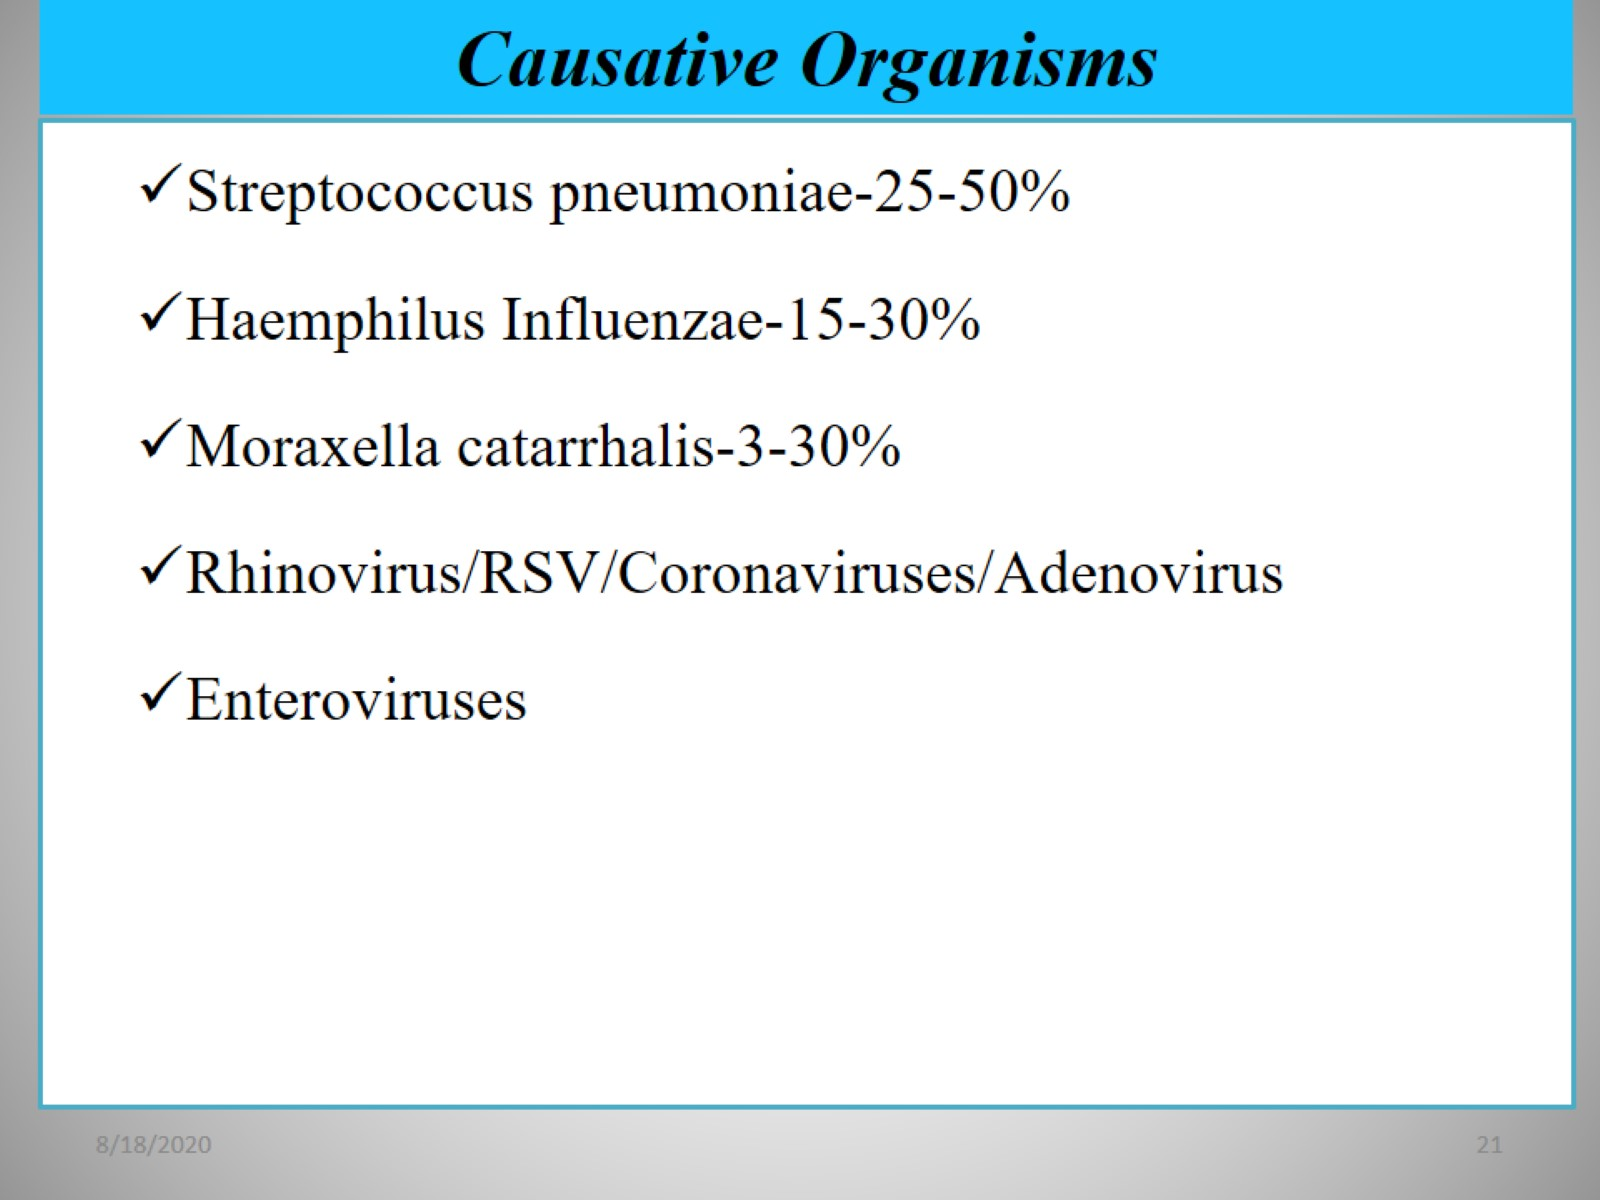 Causative Organisms
✓Streptococcus pneumoniae-25-50%
✓Haemphilus Influenzae-15-30%
✓Moraxella catarrhalis-3-30%
✓Rhinovirus/RSV/Coronaviruses/Adenovirus
✓Enteroviruses
8/18/2020
21